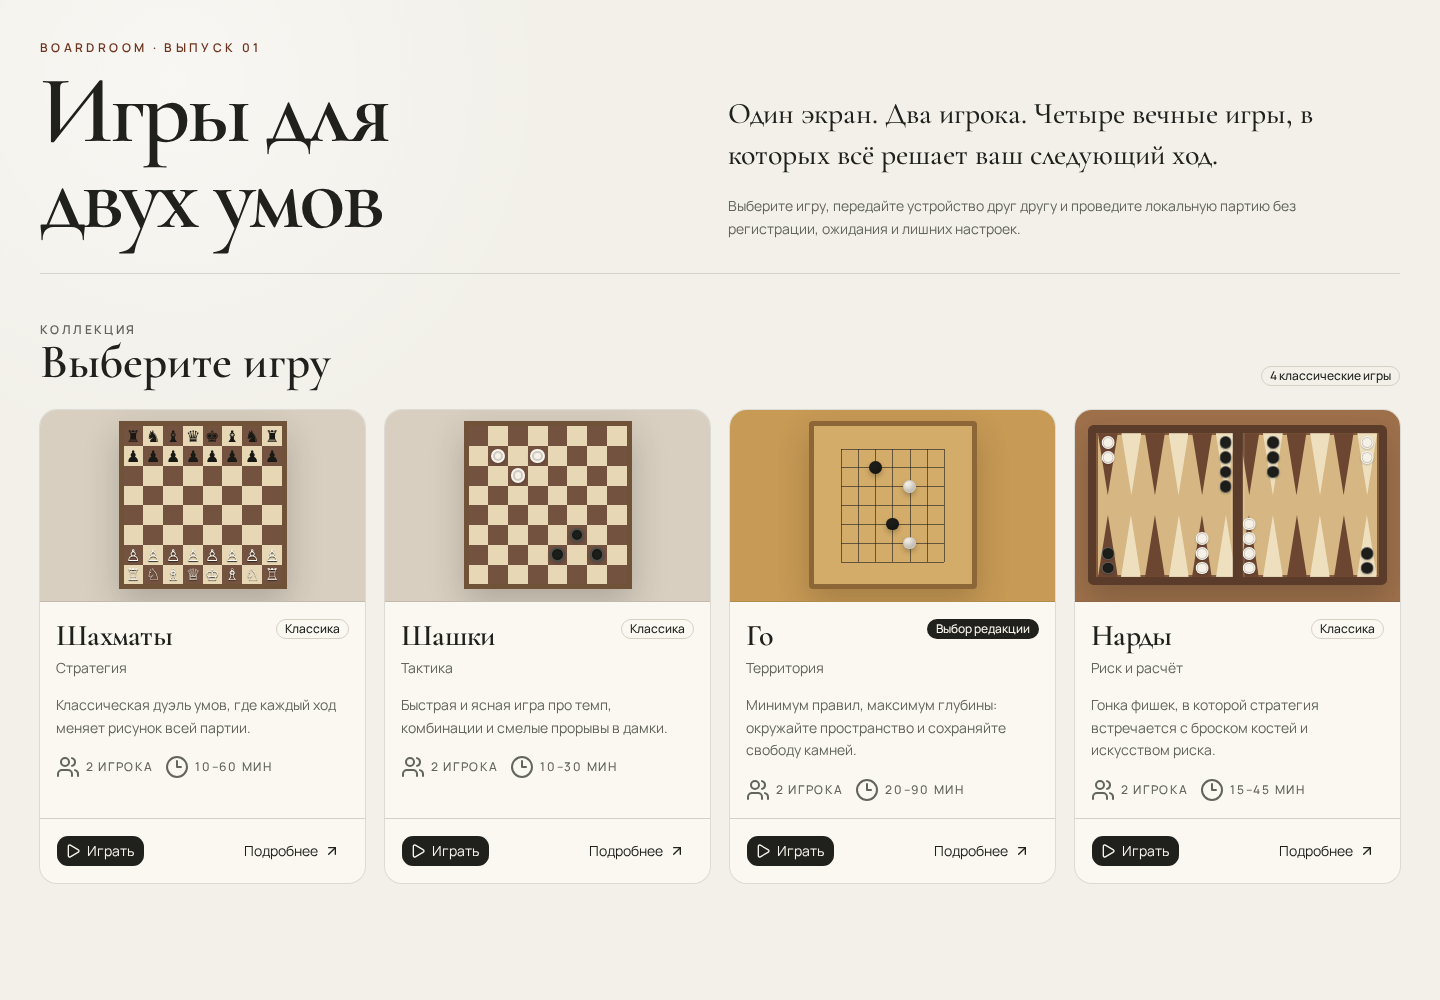 BOARDROOM · ВЫПУСК 01
Игры для
двух умов
Один экран. Два игрока. Четыре вечные игры, в
которых всё решает ваш следующий ход.
Выберите игру, передайте устройство друг другу и проведите локальную партию без
регистрации, ожидания и лишних настроек.
КОЛЛЕКЦИЯ
Выберите игру
4 классические игры
Шахматы
Классика
Стратегия
Классическая дуэль умов, где каждый ход
меняет рисунок всей партии.
2 ИГРОКА
10–60 МИН
Играть
Подробнее
Шашки
Классика
Тактика
Быстрая и ясная игра про темп,
комбинации и смелые прорывы в дамки.
2 ИГРОКА
10–30 МИН
Играть
Подробнее
Го
Выбор редакции
Территория
Минимум правил, максимум глубины:
окружайте пространство и сохраняйте
свободу камней.
2 ИГРОКА
20–90 МИН
Играть
Подробнее
Нарды
Классика
Риск и расчёт
Гонка фишек, в которой стратегия
встречается с броском костей и
искусством риска.
2 ИГРОКА
15–45 МИН
Играть
Подробнее